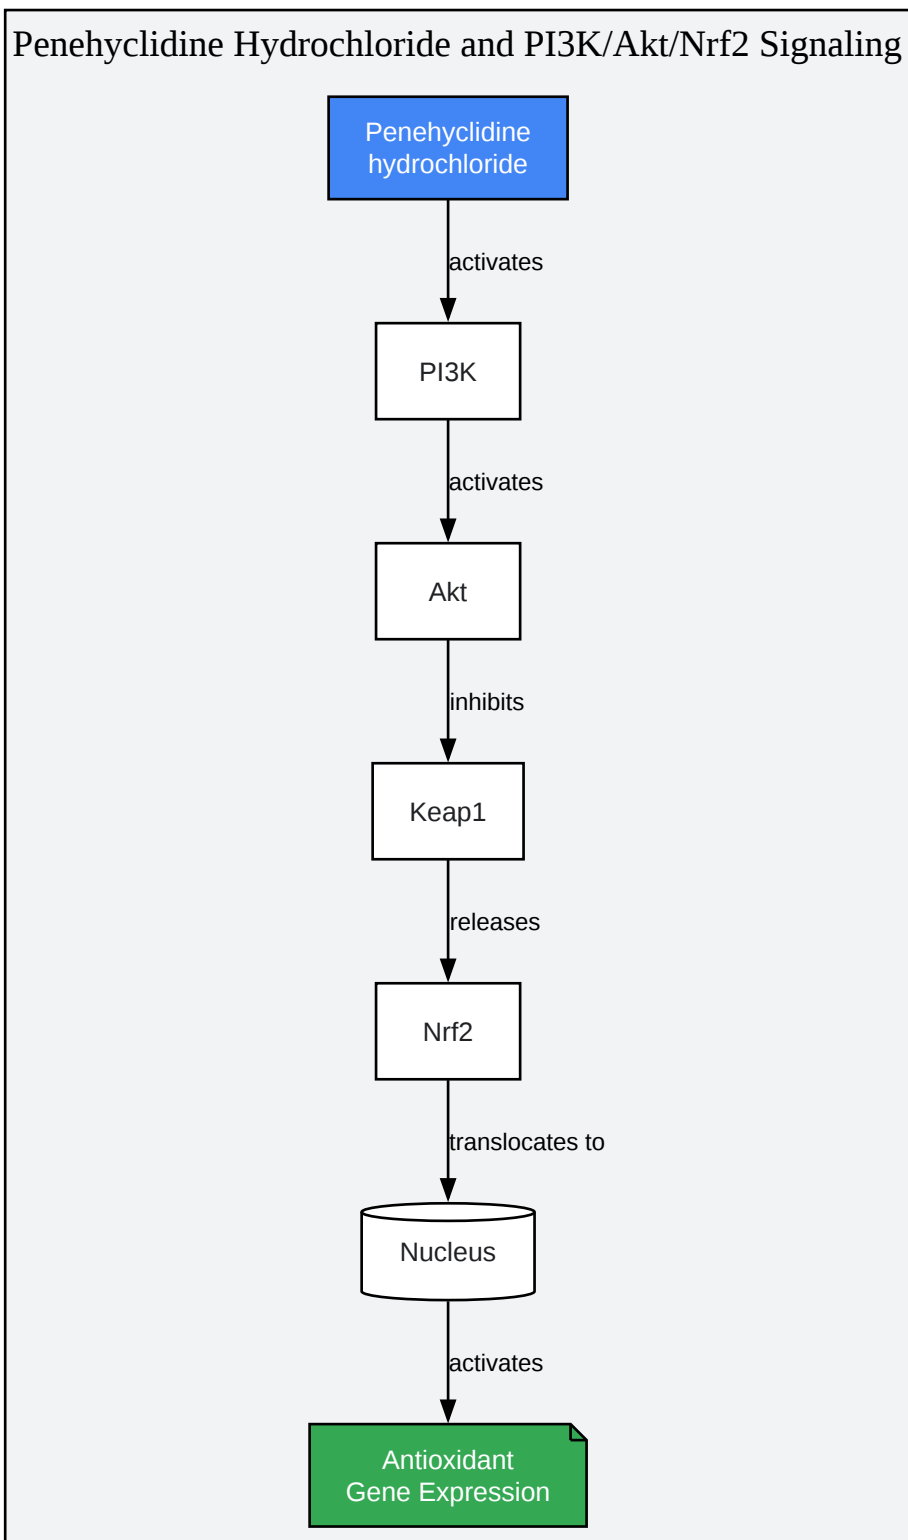 Penehyclidine Hydrochloride and PI3K/Akt/Nrf2 Signaling
Penehyclidine
hydrochloride
activates
PI3K
activates
Akt
inhibits
Keap1
releases
Nrf2
translocates to
Nucleus
activates
Antioxidant
Gene Expression